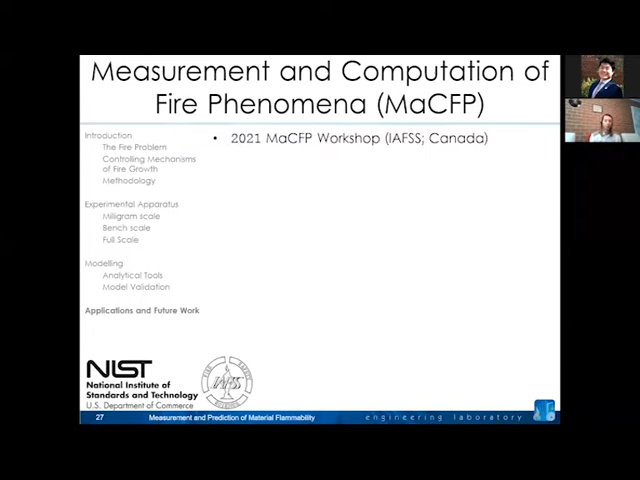 Measurement and Computation of
Fire Phenomena (MaCFP)
Introduction
The Fire Problem
Controlling Mechanisms
of Fire Growth
Methodology
Experimental Apparatus
Miligram scale
Bench scale
Full Scale
Modelling
Analytical Tools
Model Validation
Applications and Future Work
• 2021 MaCFP Workshop (IAFSS; Canada)
NIST
National Institute of
Standards and Technology
U.S. Department of Commerce
IAFSS
27
Measurement and Prediction of Material Flammability
engineering laboratory